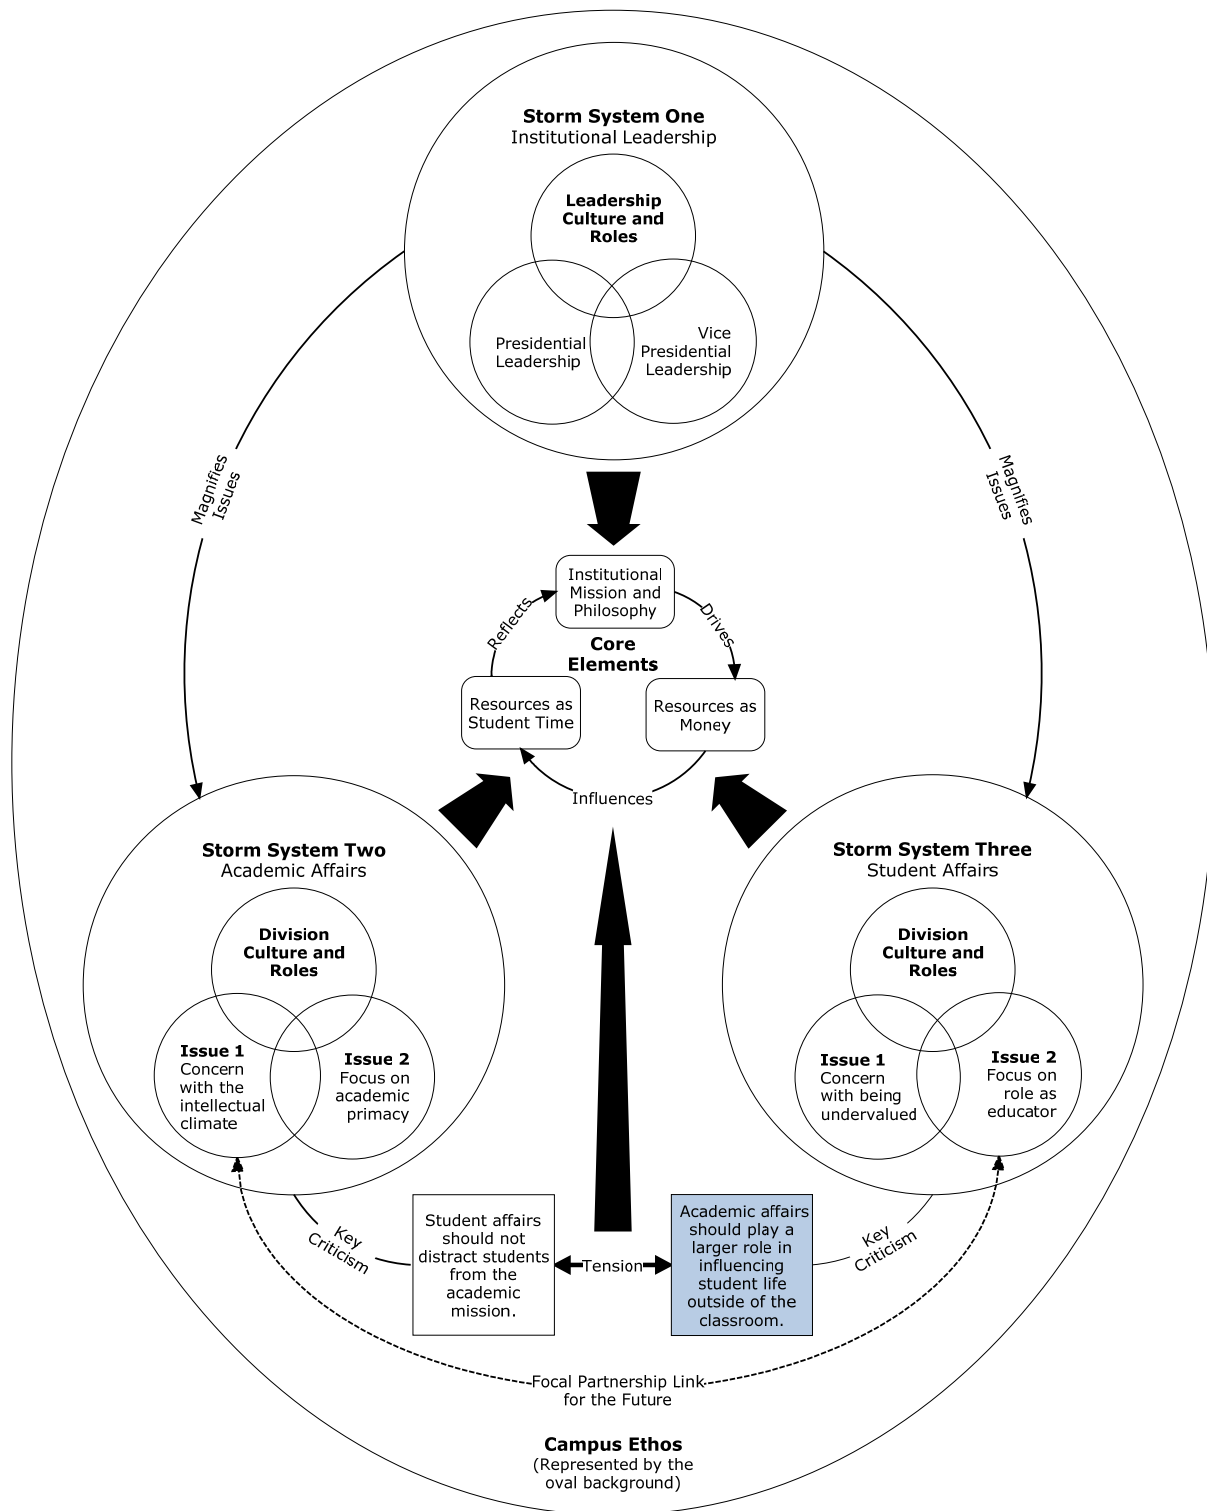 Storm System One
Institutional Leadership
Leadership
Culture and
Roles
Presidential
Leadership
Vice
Presidential
Leadership
Magnifies
Issues
Magnifies
Issues
Institutional
Mission and
Philosophy
Reflects
Drives
Core
Elements
Resources as
Student Time
Resources as
Money
Influences
Storm System Two
Academic Affairs
Division
Culture and
Roles
Issue 1
Concern
with the
intellectual
climate
Issue 2
Focus on
academic
primacy
Storm System Three
Student Affairs
Division
Culture and
Roles
Issue 1
Concern
with being
undervalued
Issue 2
Focus on
role as
educator
Key
Criticism
Student affairs
should not
distract students
from the
academic
mission.
Tension
Academic affairs
should play a
larger role in
influencing
student life
outside of the
classroom.
Key
Criticism
Focal Partnership Link
for the Future
Campus Ethos
(Represented by the
oval background)